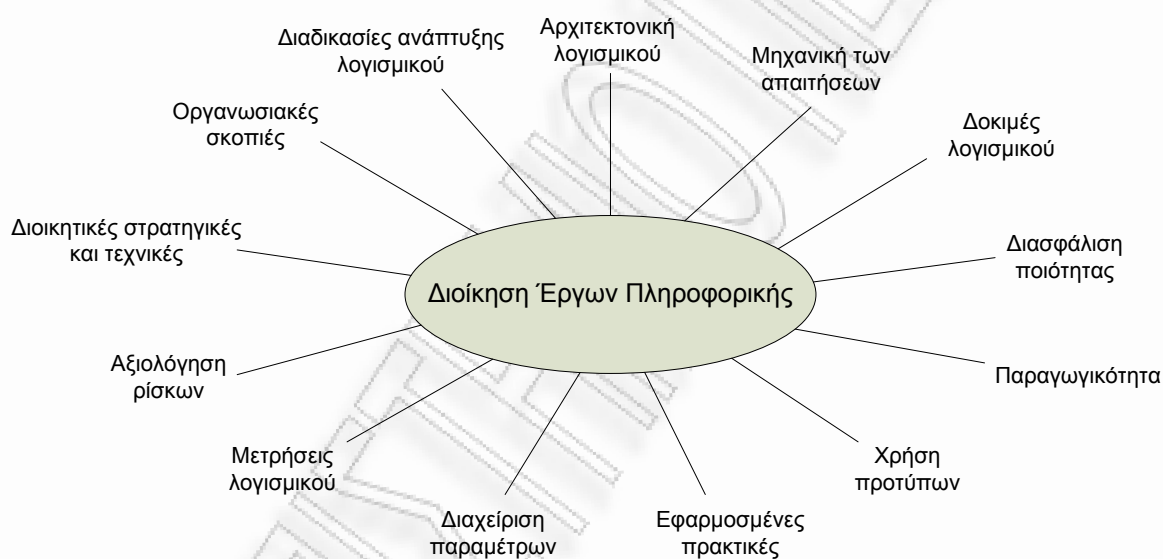 Αρχιτεκτονική
λογισμικού
Διαδικασίες ανάπτυξης
λογισμικού
Μηχανική των
απαιτήσεων
Οργανωσιακές
σκοπιές
Δοκιμές
λογισμικού
Διοικητικές στρατηγικές
και τεχνικές
Διασφάλιση
ποιότητας
Διοίκηση Έργων Πληροφορικής
Αξιολόγηση
ρίσκων
Παραγωγικότητα
Μετρήσεις
λογισμικού
Χρήση
προτύπων
Διαχείριση
παραμέτρων
Εφαρμοσμένες
πρακτικές